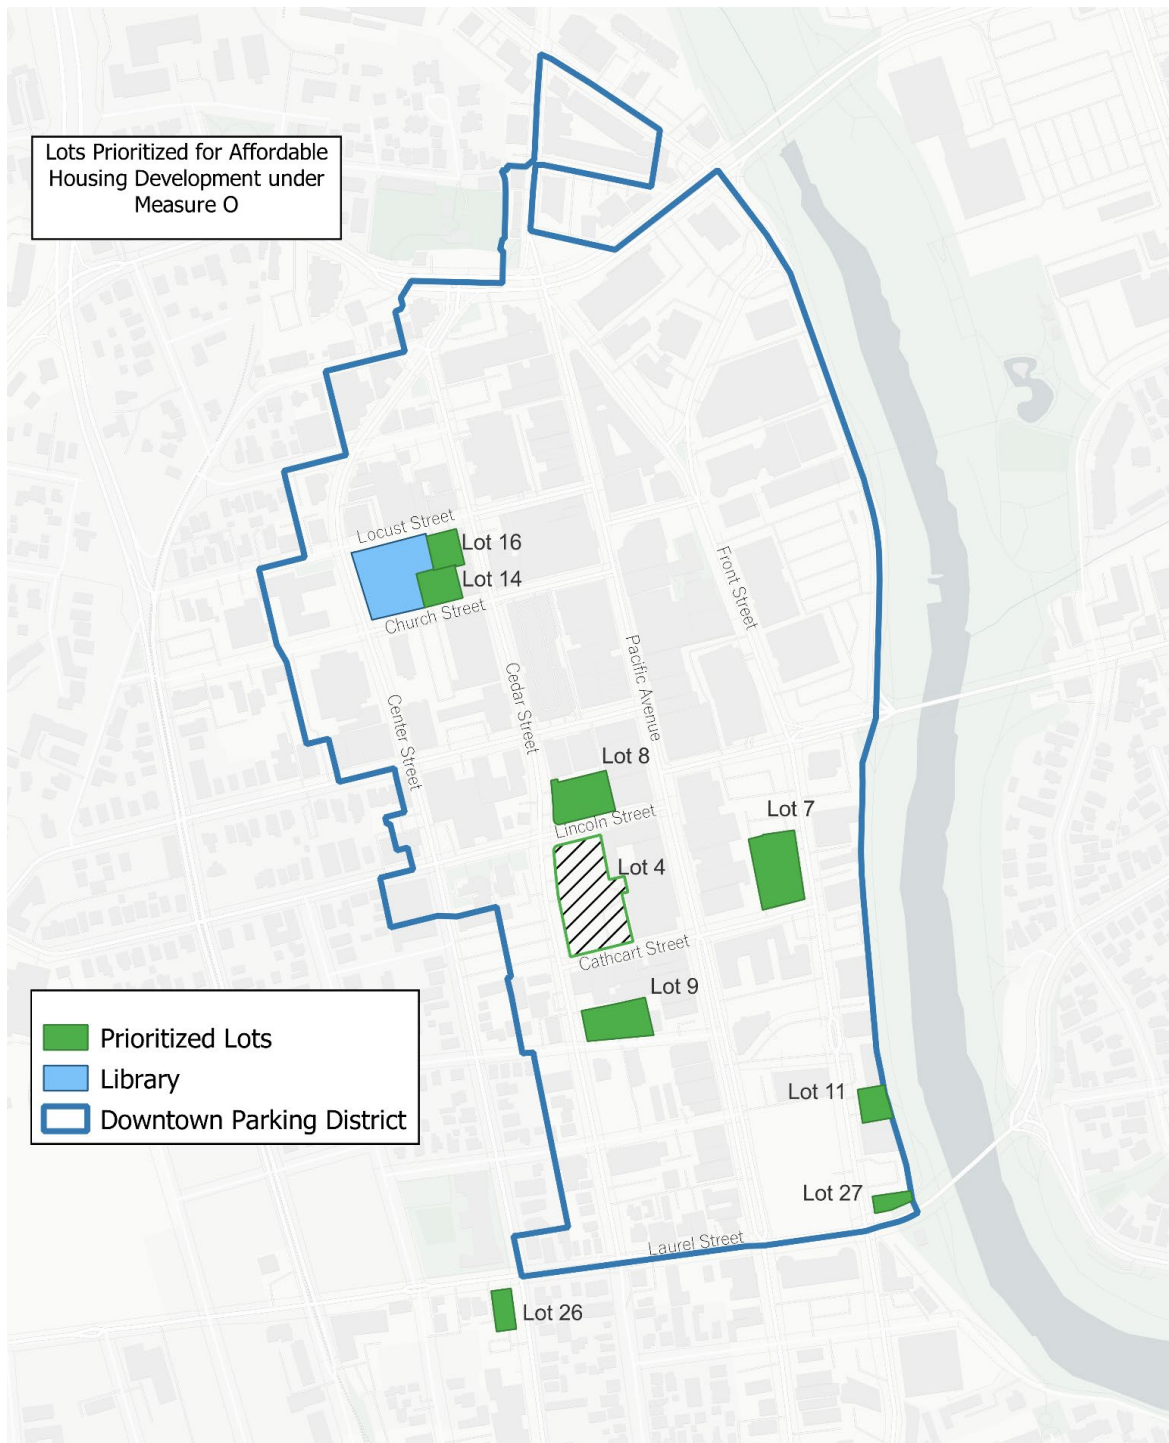 Lots Prioritized for Affordable
Housing Development under
Measure O
Locust Street
Lot 16
Lot 14
Church Street
Front Street
Pacific Avenue
Cedar Street
Center Street
Lot 8
Lincoln Street
Lot 7
Lot 4
Cathcart Street
Lot 9
Prioritized Lots
Library
Downtown Parking District
Lot 11
Lot 27
Laurel Street
Lot 26